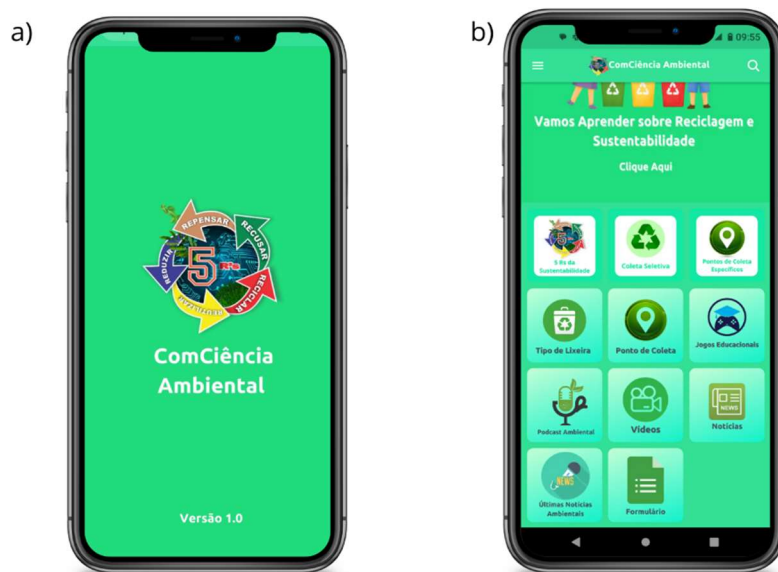 a)
REPENSAR
RECUSAR
REDUZIR
5 R's
REUTILIZAR
RECICLAR
ComCiência
Ambiental
Versão 1.0
b)
09:55
ComCiência Ambiental
Vamos Aprender sobre Reciclagem e
Sustentabilidade
Clique Aqui
5 Rs da
Sustentabilidade
Coleta Seletiva
Pontos de Coleta
Específicos
Tipo de Lixeira
Ponto de Coleta
Jogos Educacionais
NEWS
Podcast Ambiental
Vídeos
Notícias
NEWS
Últimas Notícias
Ambientais
Formulário